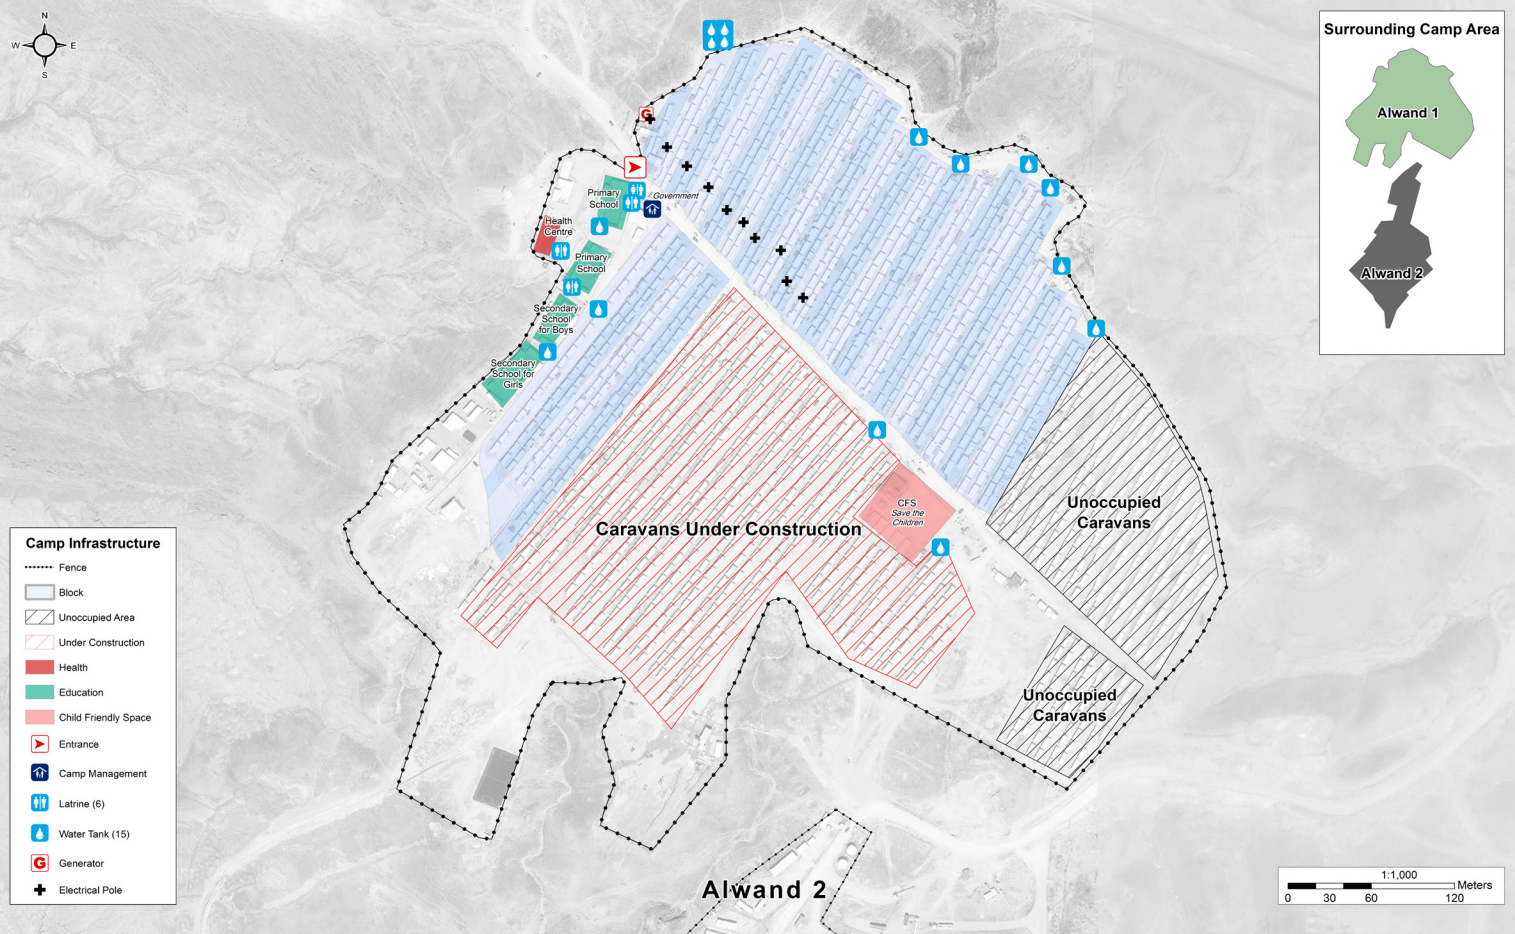 N
W
E
S
Surrounding Camp Area
Alwand 1
Alwand 2
G
Government
Primary
School
Health
Centre
Primary
School
Secondary
School
for Boys
Secondary
School for
Girls
Caravans Under Construction
CFS
Save the
Children
Unoccupied
Caravans
Unoccupied
Caravans
Alwand 2
Camp Infrastructure
Fence
Block
Unoccupied Area
Under Construction
Health
Education
Child Friendly Space
Entrance
Camp Management
Latrine (6)
Water Tank (15)
G
Generator
Electrical Pole
1:1,000
Meters
0 30 60 120